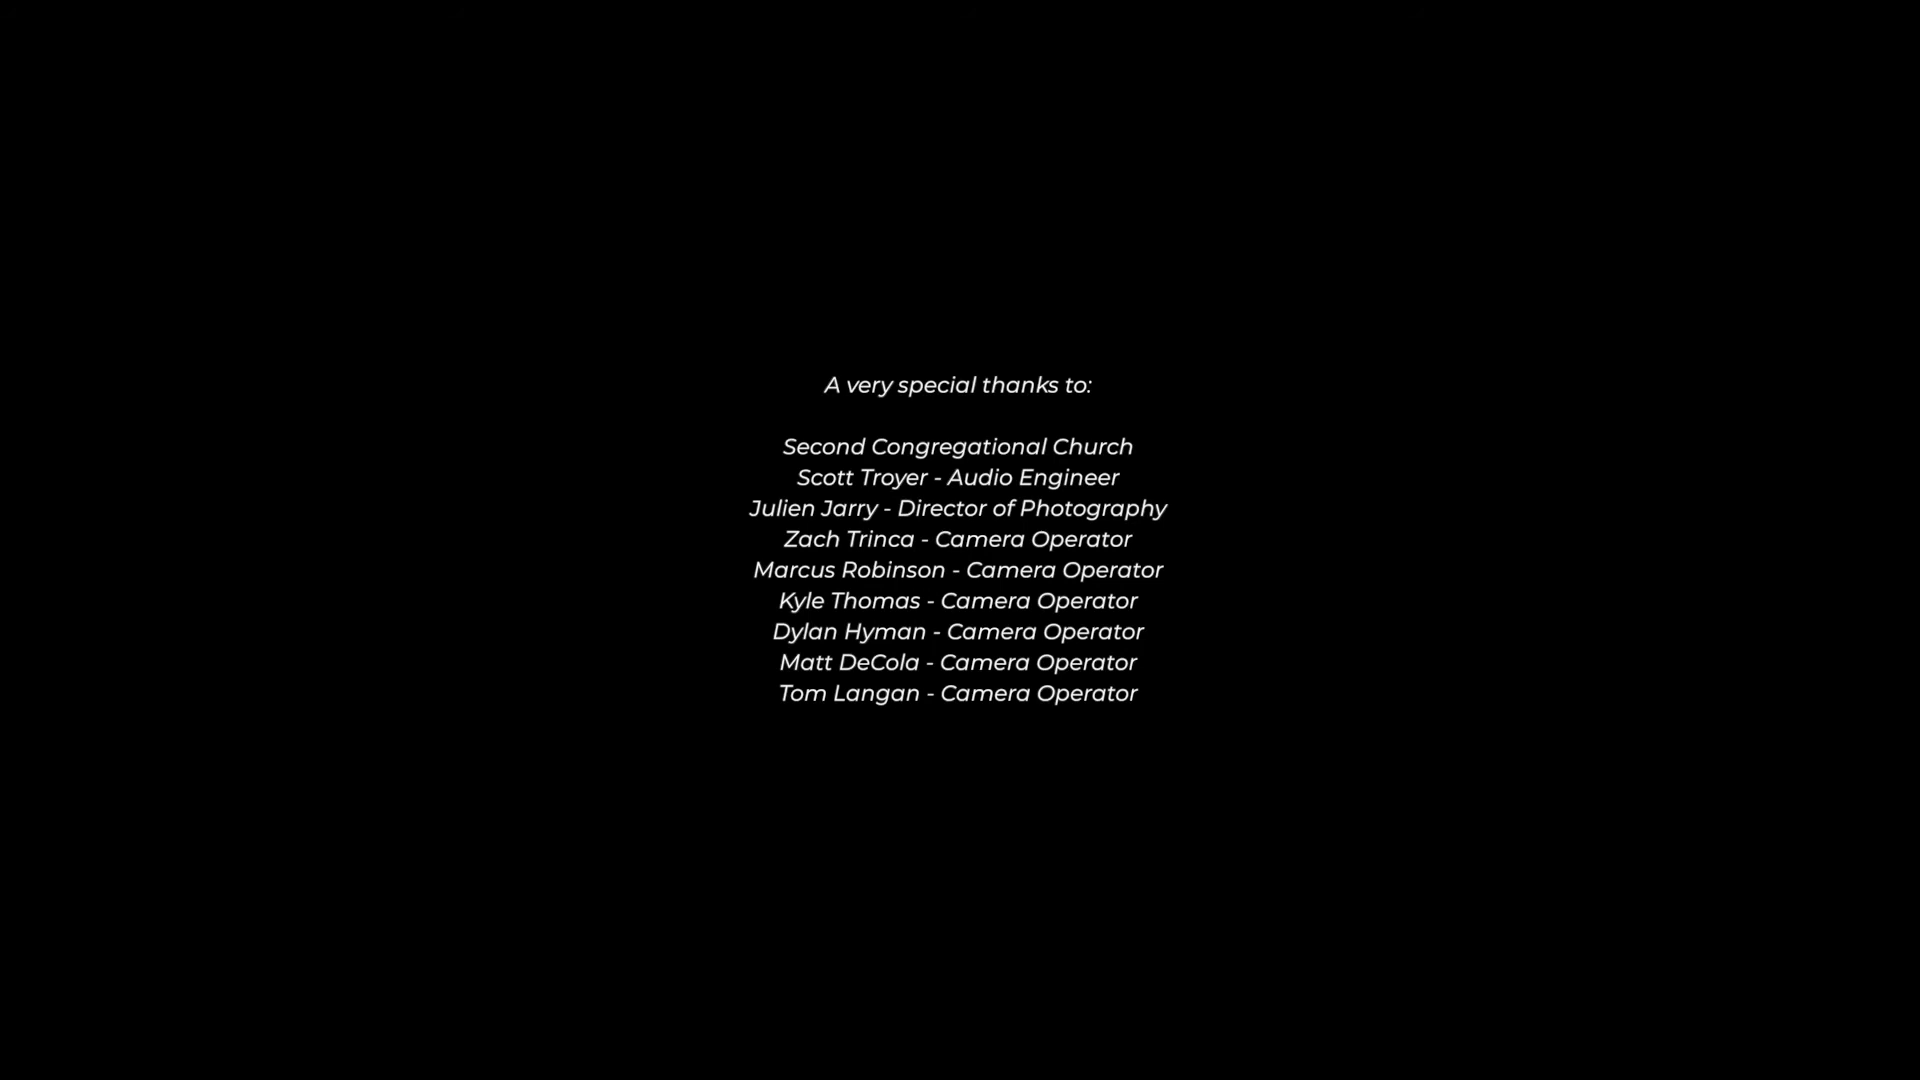 A very special thanks to:
Second Congregational Church
Scott Troyer - Audio Engineer
Julien Jarry - Director of Photography
Zach Trinca - Camera Operator
Marcus Robinson - Camera Operator
Kyle Thomas - Camera Operator
Dylan Hyman - Camera Operator
Matt DeCola - Camera Operator
Tom Langan - Camera Operator